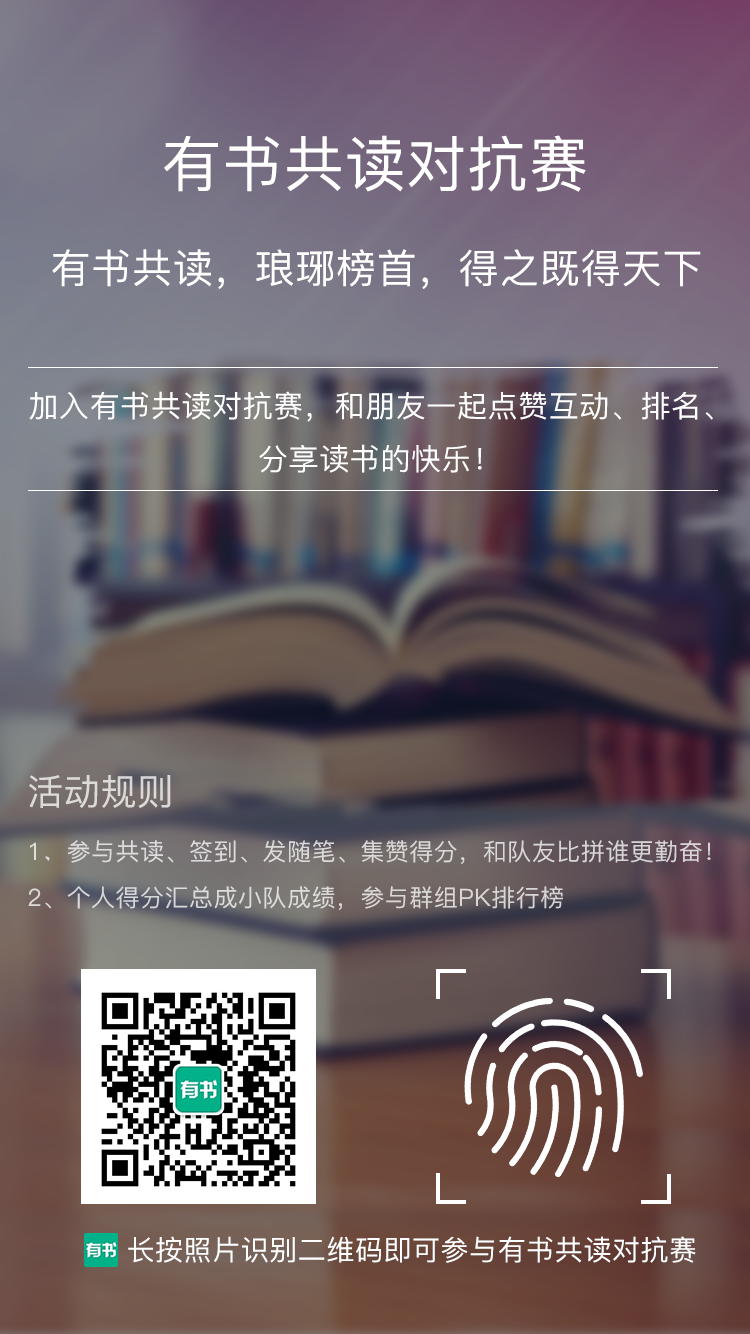 有书共读对抗赛
有书共读，琅琊榜首，得之既得天下
加入有书共读对抗赛，和朋友一起点赞互动、排名、
分享读书的快乐！
活动规则
1、参与共读、签到、发随笔、集赞得分，和队友比拼谁更勤奋！
2、个人得分汇总成小队成绩，参与群组PK排行榜
有书
有书 长按照片识别二维码即可参与有书共读对抗赛